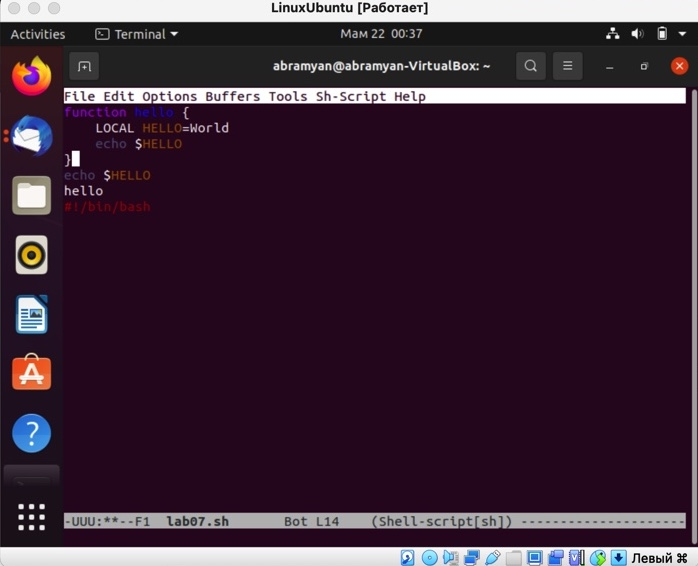 LinuxUbuntu [Работает]
Activities Terminal Мам 22 00:37
abramyan@abramyan-VirtualBox: ~
File Edit Options Buffers Tools Sh-Script Help
function hello {
    LOCAL HELLO=World
    echo $HELLO
}
echo $HELLO
hello
#!/bin/bash
-UUU:**--F1 lab07.sh Bot L14 (Shell-script[sh]) ---------------------
Левый ⌘